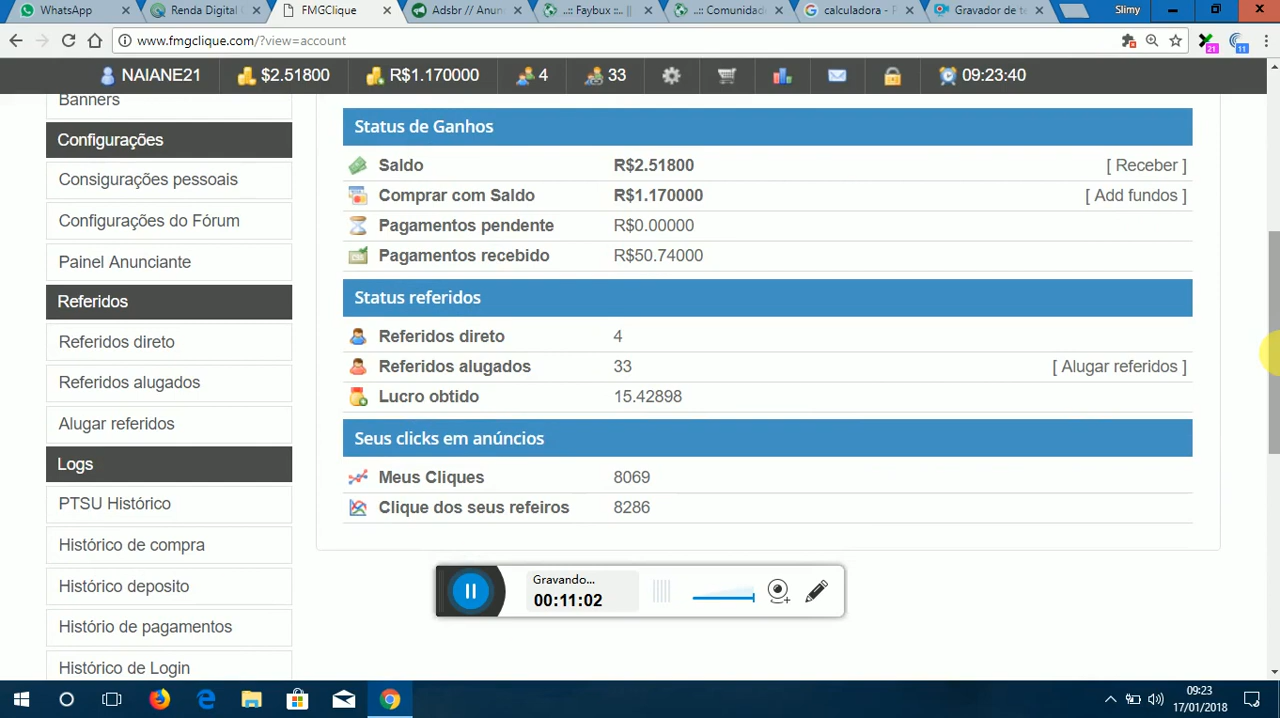 WhatsApp
Renda Digital
FMGClique
Adsbr // Anun
..:: Faybux ::.. ||
..:: Comunidad
calculadora - P
Gravador de te
Slimy
www.fmgclique.com/?view=account
21
11
NAIANE21
$2.51800
R$1.170000
4
33
09:23:40
Banners
Configurações
Consigurações pessoais
Configurações do Fórum
Painel Anunciante
Referidos
Referidos direto
Referidos alugados
Alugar referidos
Logs
PTSU Histórico
Histórico de compra
Histórico deposito
Histório de pagamentos
Histórico de Login
Status de Ganhos
Saldo R$2.51800 [ Receber ]
Comprar com Saldo R$1.170000 [ Add fundos ]
Pagamentos pendente R$0.00000
Pagamentos recebido R$50.74000
Status referidos
Referidos direto 4
Referidos alugados 33 [ Alugar referidos ]
Lucro obtido 15.42898
Seus clicks em anúncios
Meus Cliques 8069
Clique dos seus refeiros 8286
Gravando...
00:11:02
09:23
17/01/2018